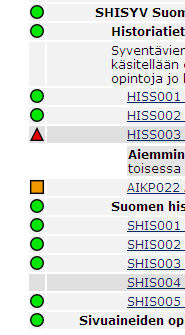 SHISYV Suom
Historiatiet
Syventävien
käsitellään
opintoja jo
HISS001
HISS002
HISS003
Aiemmin
toisessa
AIKP022
Suomen his
SHIS001
SHIS002
SHIS003
SHIS004
SHIS005
Sivuaineiden op